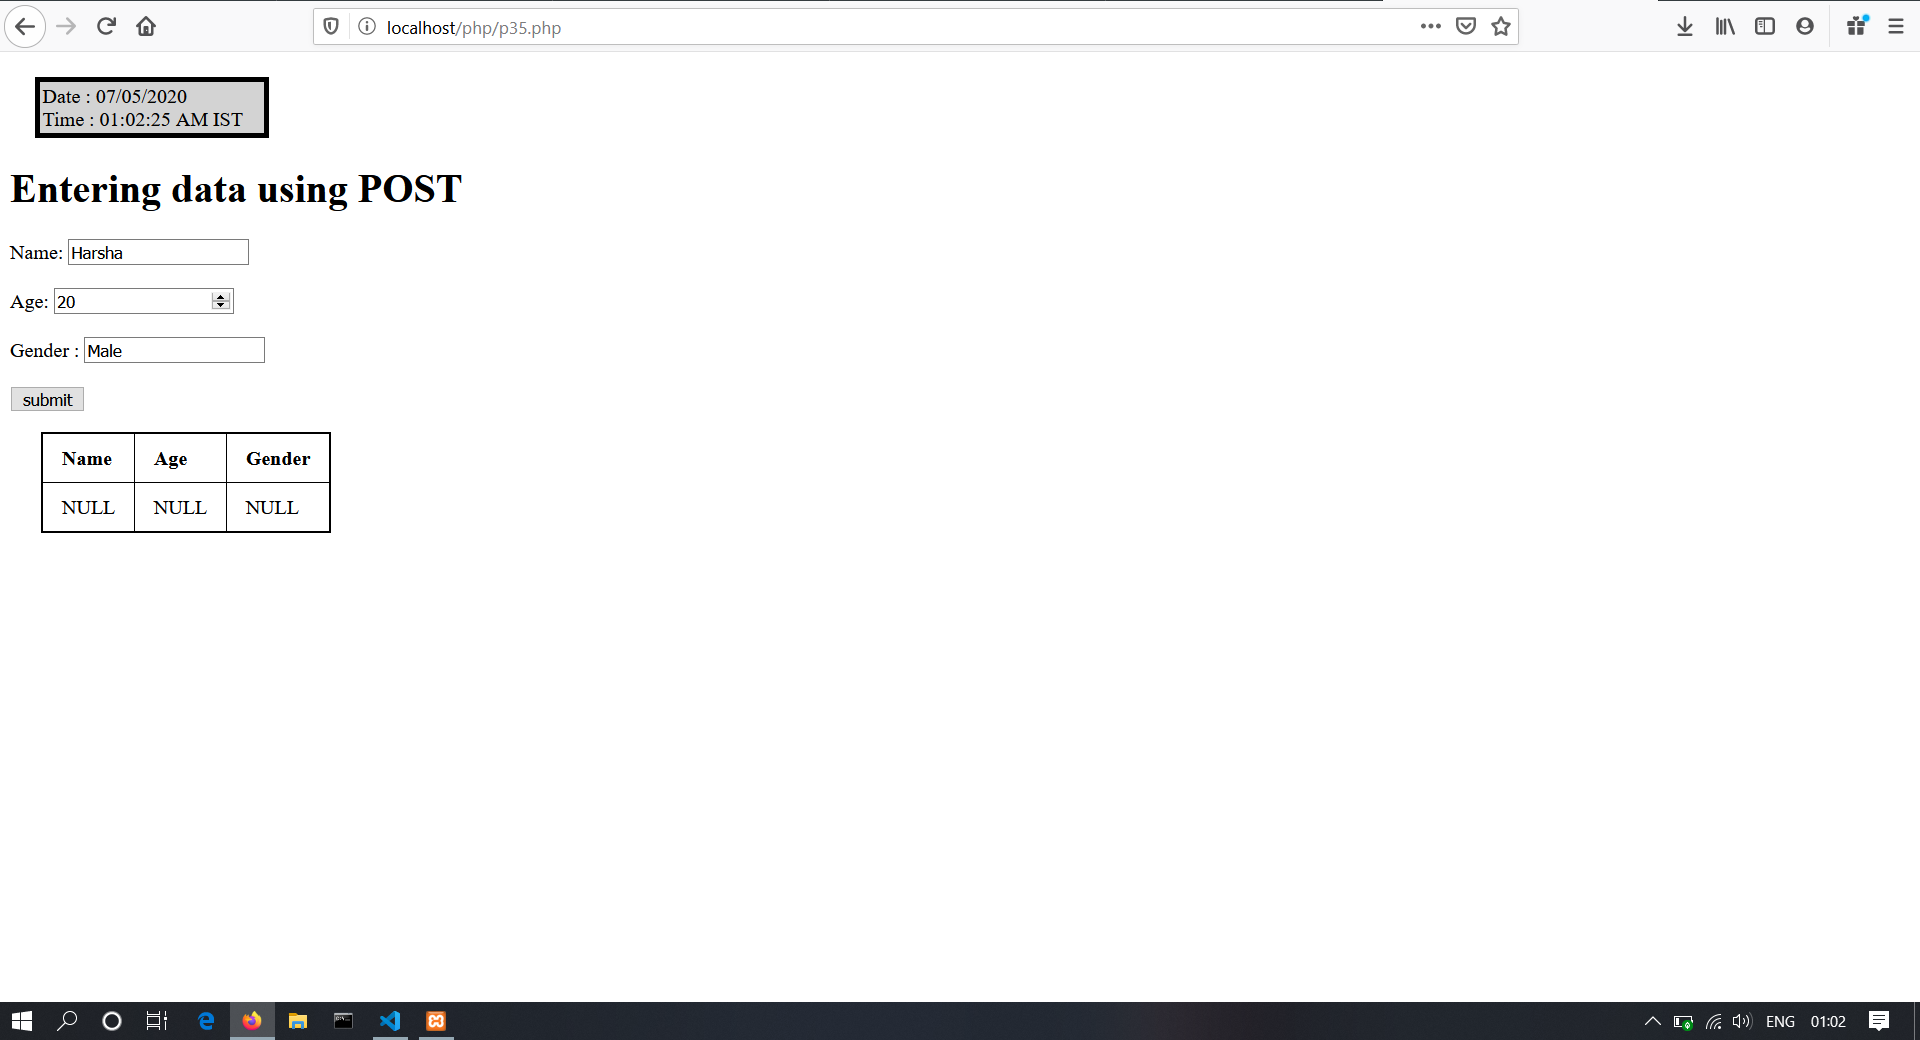 localhost/php/p35.php
Date : 07/05/2020
Time : 01:02:25 AM IST
Entering data using POST
Name: Harsha
Age: 20
Gender : Male
submit
Name Age Gender
NULL NULL NULL
ENG 01:02